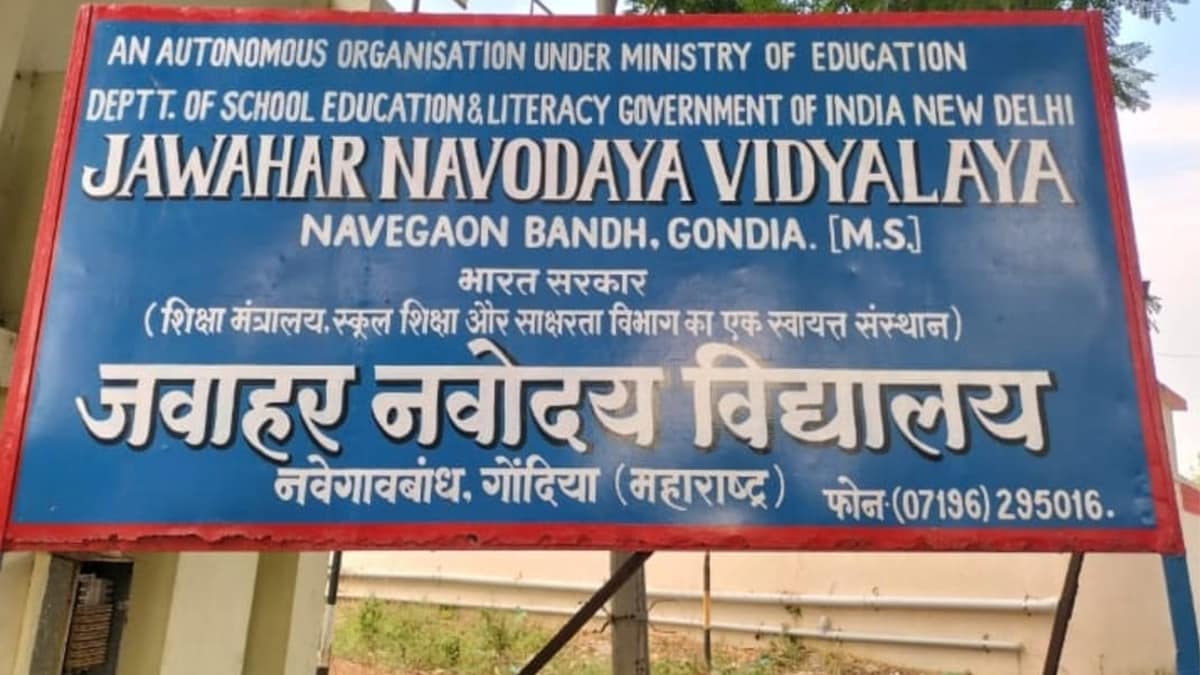 AN AUTONOMOUS ORGANISATION UNDER MINISTRY OF EDUCATION
DEPTT. OF SCHOOL EDUCATION & LITERACY GOVERNMENT OF INDIA NEW DELHI
JAWAHAR NAVODAYA VIDYALAYA
NAVEGAON BANDH, GONDIA. [M.S.]
भारत सरकार
(शिक्षा मंत्रालय, स्कूल शिक्षा और साक्षरता विभाग का एक स्वायत्त संस्थान)
जवाहर नवोदय विद्यालय
नवेगावबांध, गोंदिया (महाराष्ट्र)
फोन-(07196) 295016.